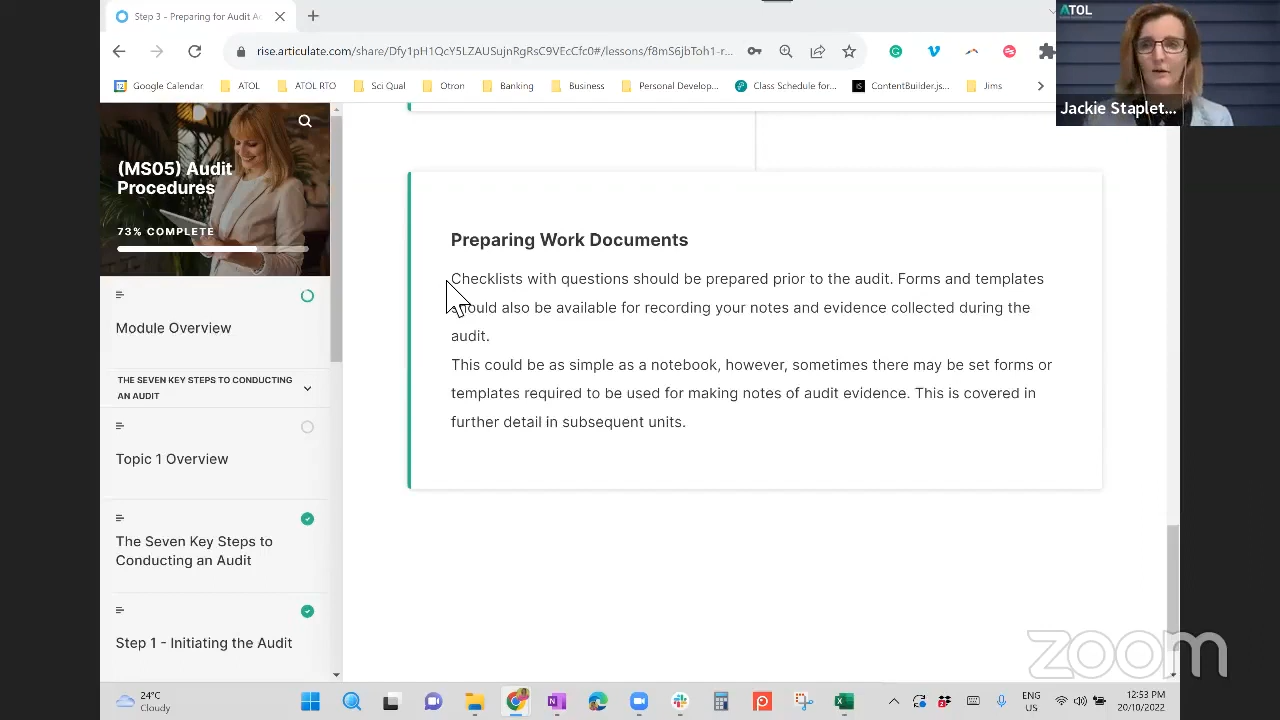 Step 3 - Preparing for Audit Ac
ATOL
rise.articulate.com/share/
Google Calendar
ATOL
ATOL RTO
Sci Qual
Otron
Banking
Business
Personal Develop...
Class Schedule for...
ContentBuilder.js...
Jims
Jackie Staplet...
(MS05) Audit
Procedures
73% COMPLETE
Module Overview
THE SEVEN KEY STEPS TO CONDUCTING
AN AUDIT
Topic 1 Overview
The Seven Key Steps to
Conducting an Audit
Step 1 - Initiating the Audit
Preparing Work Documents
Checklists with questions should be prepared prior to the audit. Forms and templates
should also be available for recording your notes and evidence collected during the
audit.
This could be as simple as a notebook, however, sometimes there may be set forms or
templates required to be used for making notes of audit evidence. This is covered in
further detail in subsequent units.
zoom
24°C
Cloudy
ENG
US
12:53 PM
20/10/2022